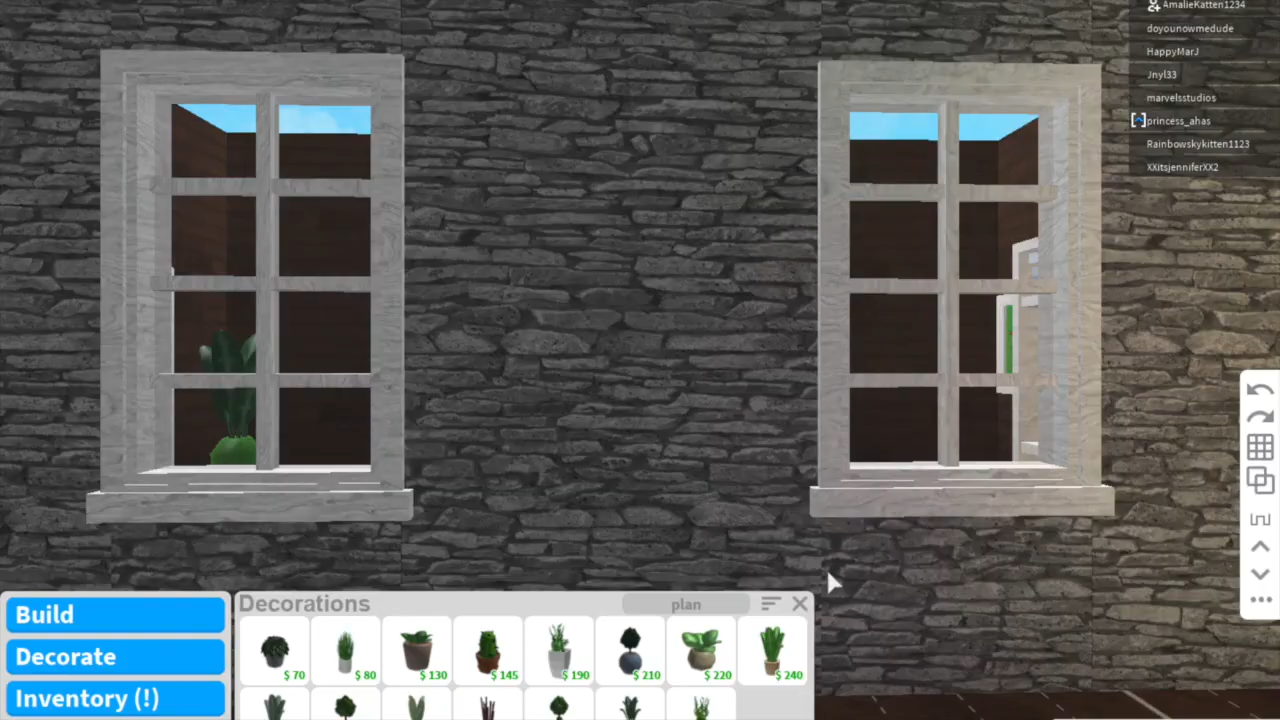 AmalieKatten1234
doyounowmedude
HappyMarJ
Jnyl33
marvelsstudios
princess_ahas
Rainbowskykitten1123
XXitsjenniferXX2
Build
Decorate
Inventory (!)
Decorations
plan
$ 70
$ 80
$ 130
$ 145
$ 190
$ 210
$ 220
$ 240